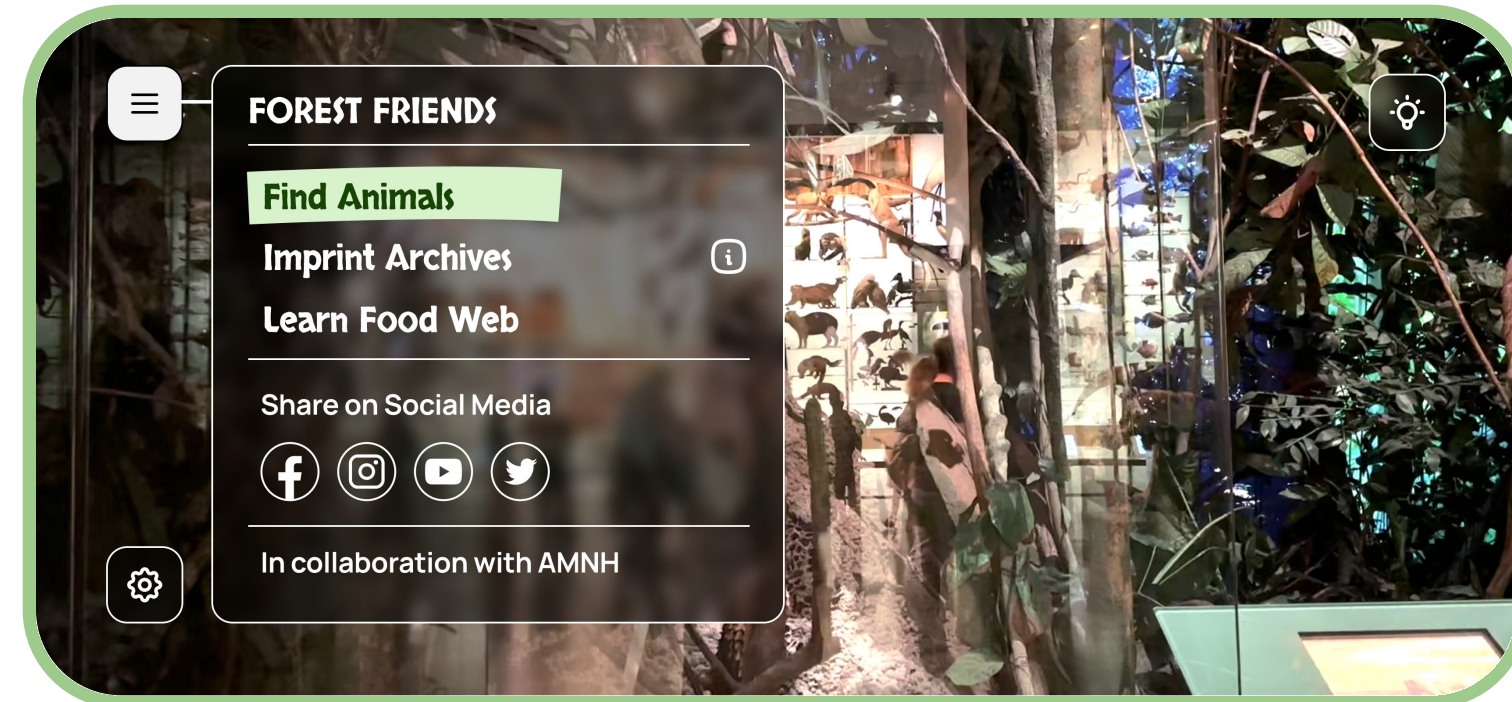 FOREST FRIENDS
Find Animals
Imprint Archives
Learn Food Web
Share on Social Media
In collaboration with AMNH